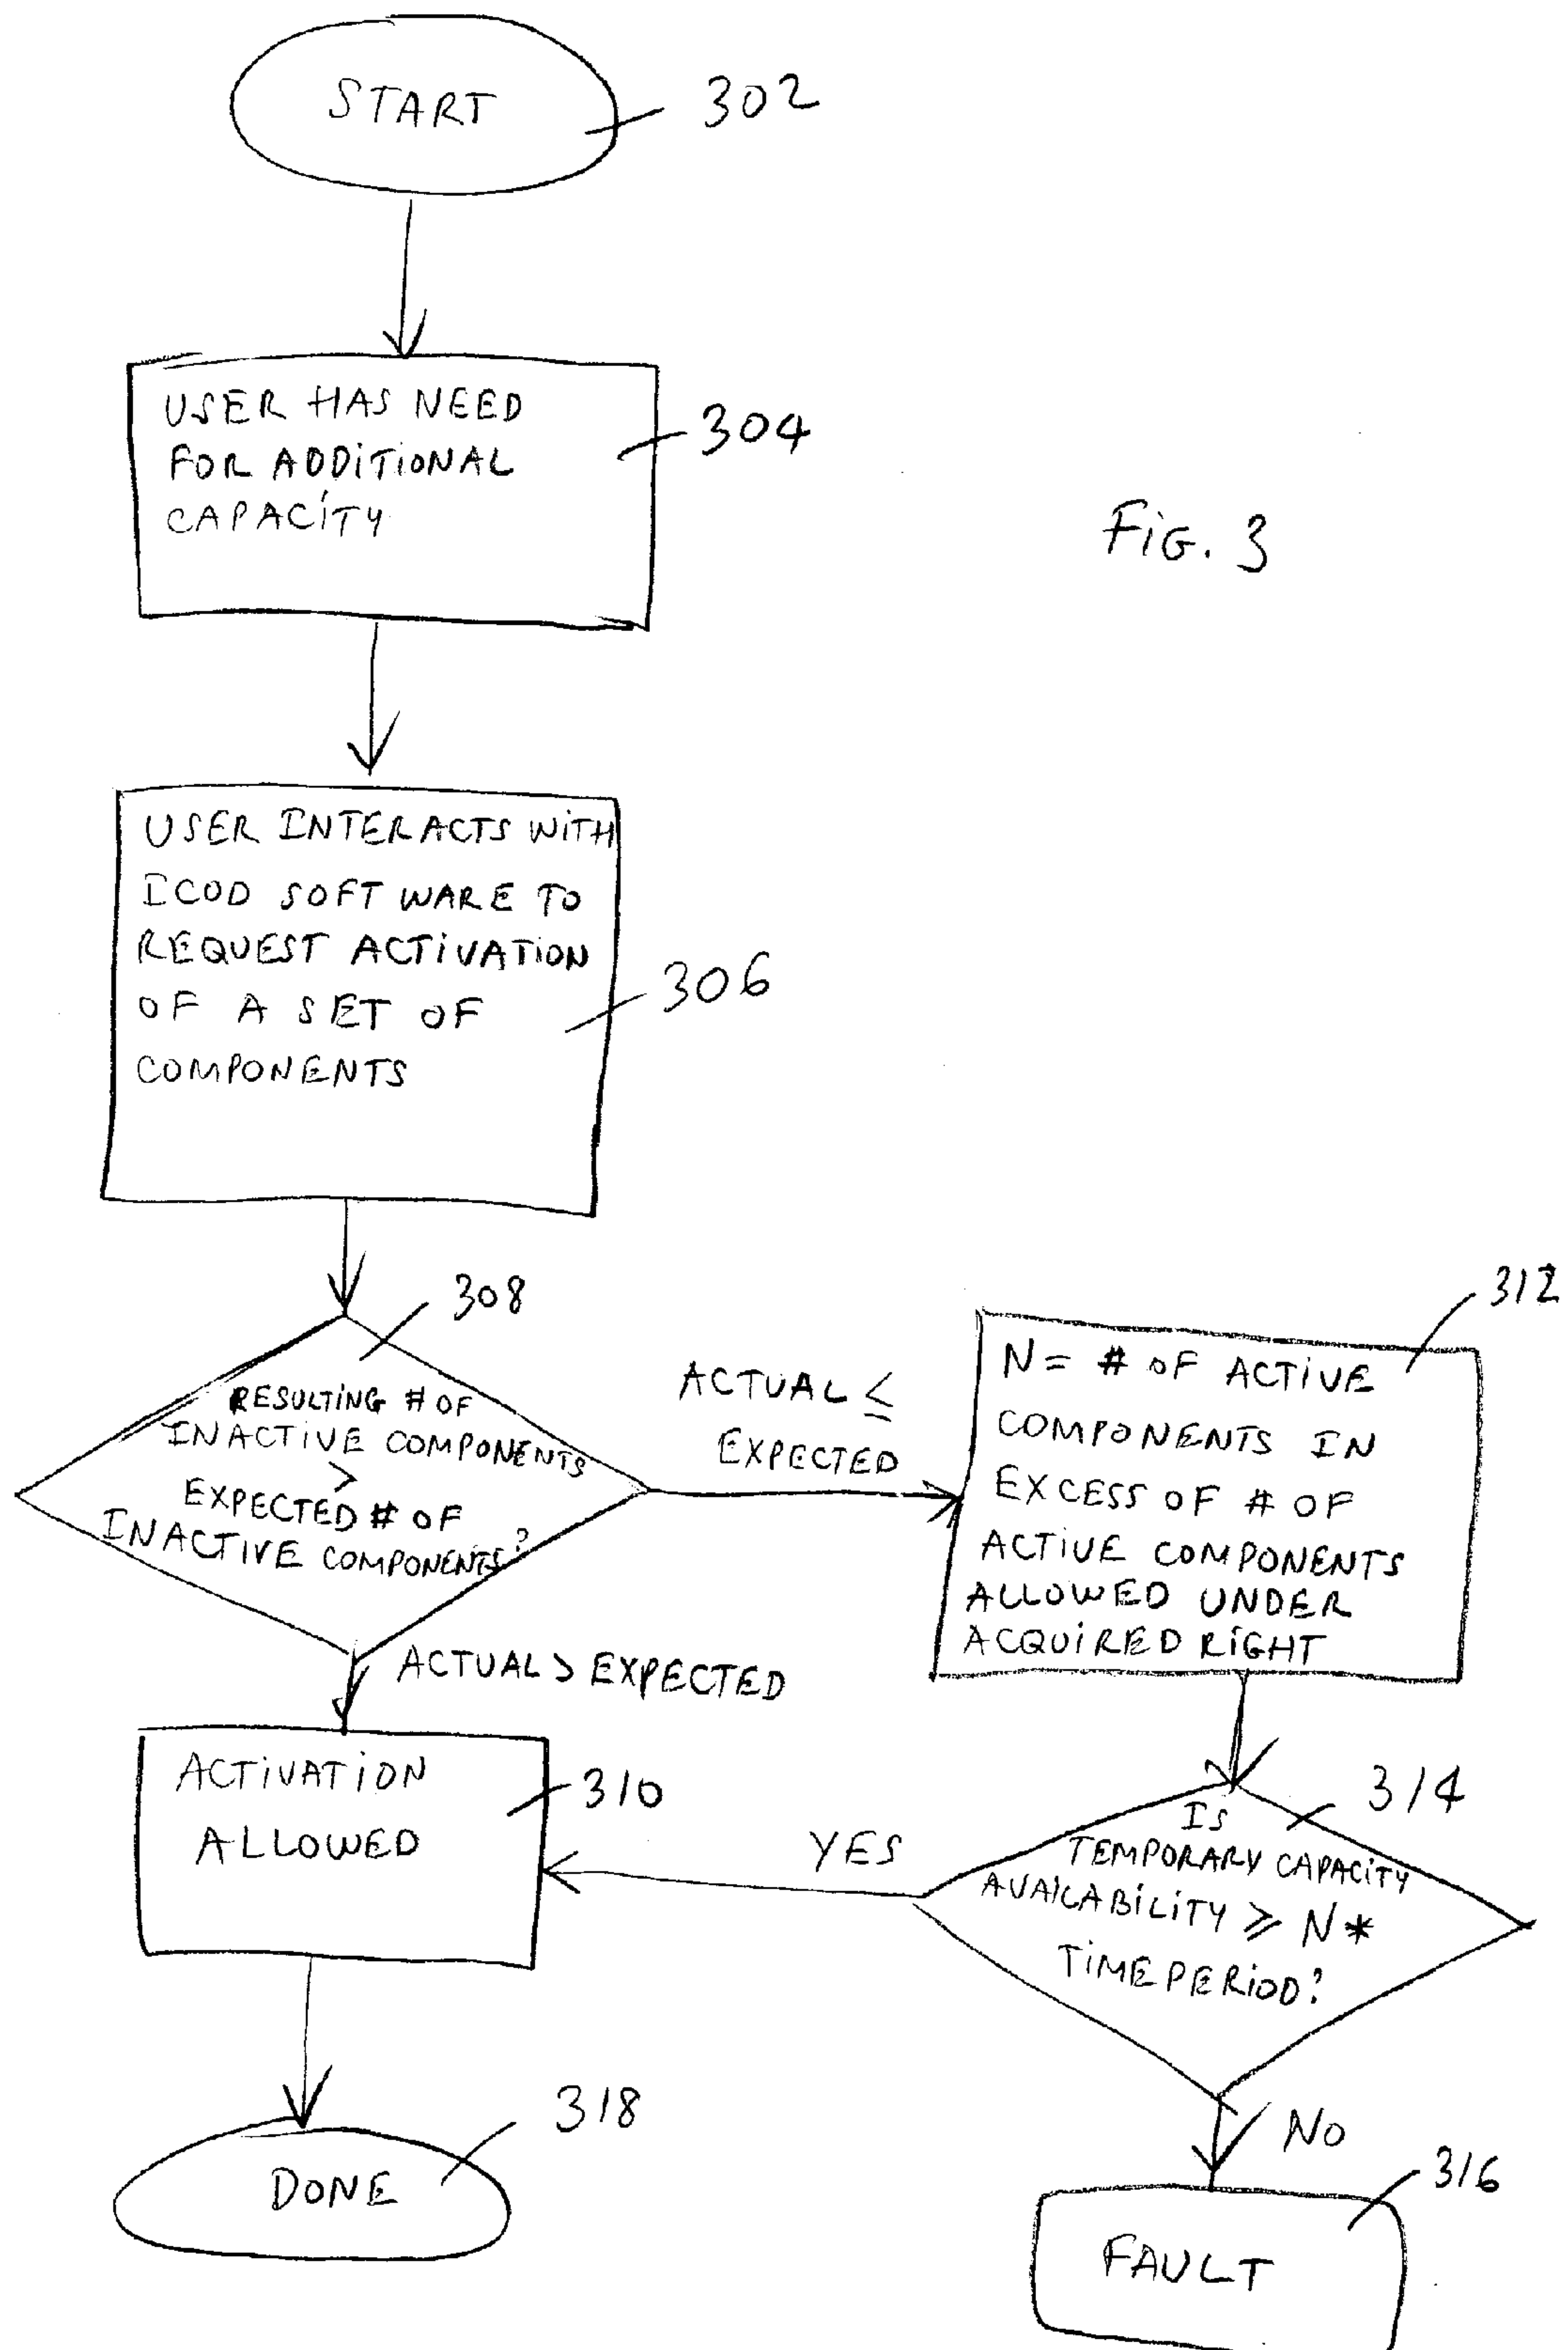 START
302
USER HAS NEED
FOR ADDITIONAL
CAPACITY
304
FIG. 3
USER INTERACTS WITH
ICOD SOFT WARE TO
REQUEST ACTIVATION
OF A SET OF
COMPONENTS
306
308
RESULTING # OF
INACTIVE COMPONENTS
>
EXPECTED # OF
INACTIVE COMPONENTS?
ACTUAL ≤
EXPECTED
312
N = # OF ACTIVE
COMPONENTS IN
EXCESS OF # OF
ACTIVE COMPONENTS
ALLOWED UNDER
ACQUIRED RIGHT
ACTUAL > EXPECTED
ACTIVATION
ALLOWED
310
YES
314
IS
TEMPORARY CAPACITY
AVAILABILITY ≥ N *
TIME PERIOD?
318
DONE
NO
316
FAULT